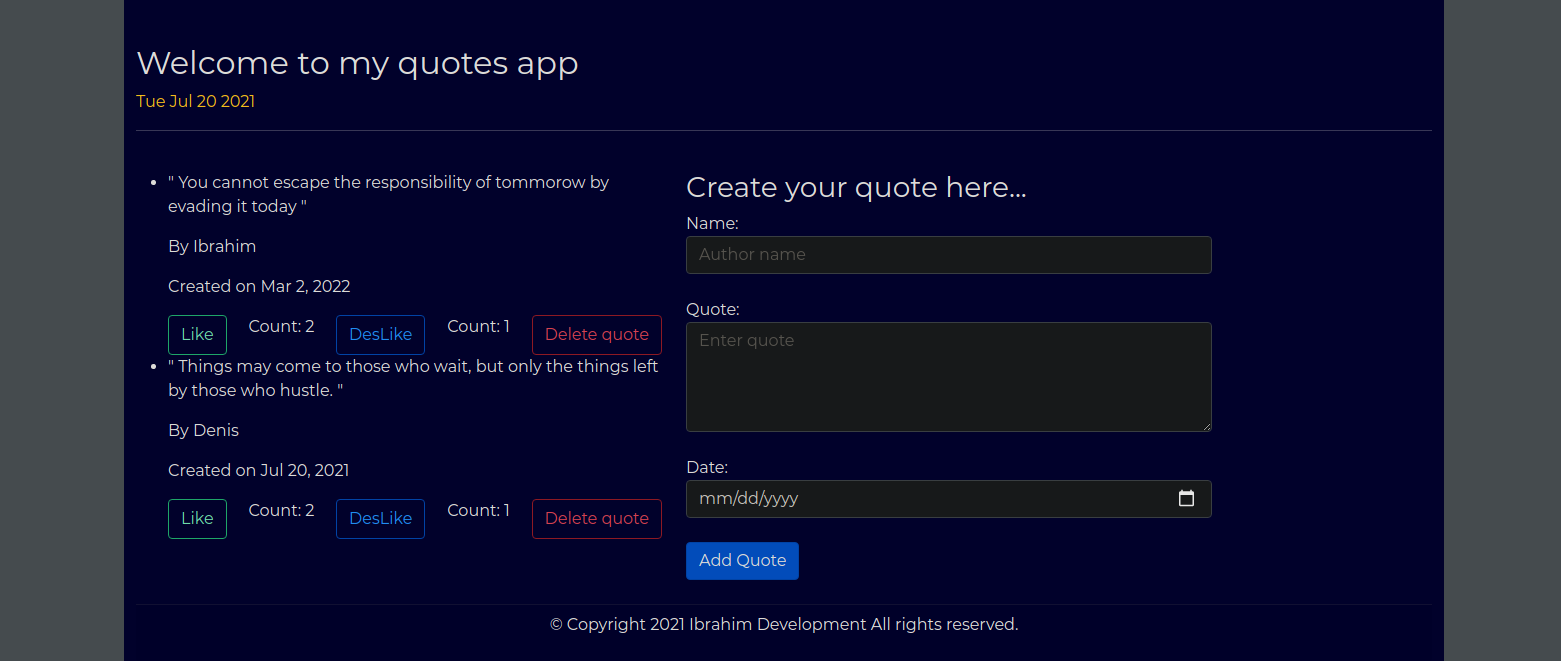 Welcome to my quotes app
Tue Jul 20 2021
" You cannot escape the responsibility of tommorow by
evading it today "
By Ibrahim
Created on Mar 2, 2022
Like Count: 2 DesLike Count: 1 Delete quote
" Things may come to those who wait, but only the things left
by those who hustle. "
By Denis
Created on Jul 20, 2021
Like Count: 2 DesLike Count: 1 Delete quote
Create your quote here...
Name:
Author name
Quote:
Enter quote
Date:
mm/dd/yyyy
Add Quote
© Copyright 2021 Ibrahim Development All rights reserved.